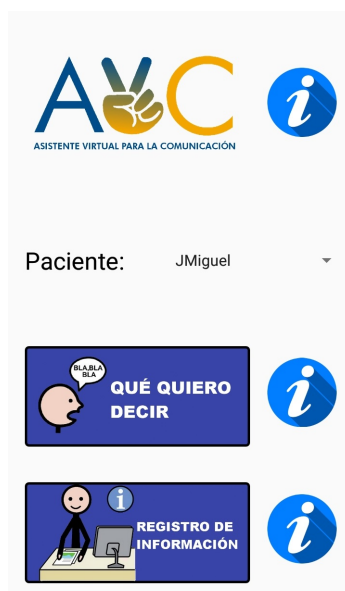 AVC
ASISTENTE VIRTUAL PARA LA COMUNICACIÓN
i
Paciente: JMiguel
BLA,BLA
BLA
QUÉ QUIERO
DECIR
i
i
REGISTRO DE
INFORMACIÓN
i